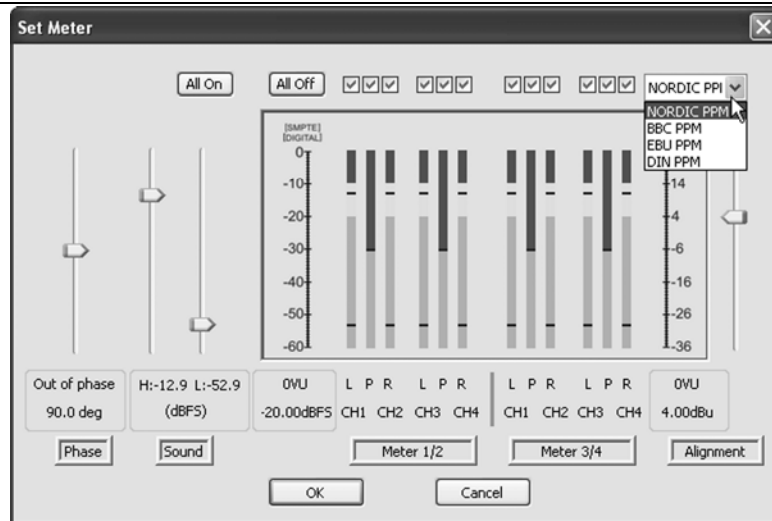 Set Meter
All On
All Off
NORDIC PPI
NORDIC PPM
BBC PPM
EBU PPM
DIN PPM
[SMPTE]
[DIGITAL]
0
-10
-20
-30
-40
-50
-60
14
4
-6
-16
-26
-36
Out of phase
90.0 deg
H:-12.9 L:-52.9
(dBFS)
0VU
-20.00dBFS
L P R L P R
CH1 CH2 CH3 CH4
L P R L P R
CH1 CH2 CH3 CH4
0VU
4.00dBu
Phase
Sound
Meter 1/2
Meter 3/4
Alignment
OK
Cancel